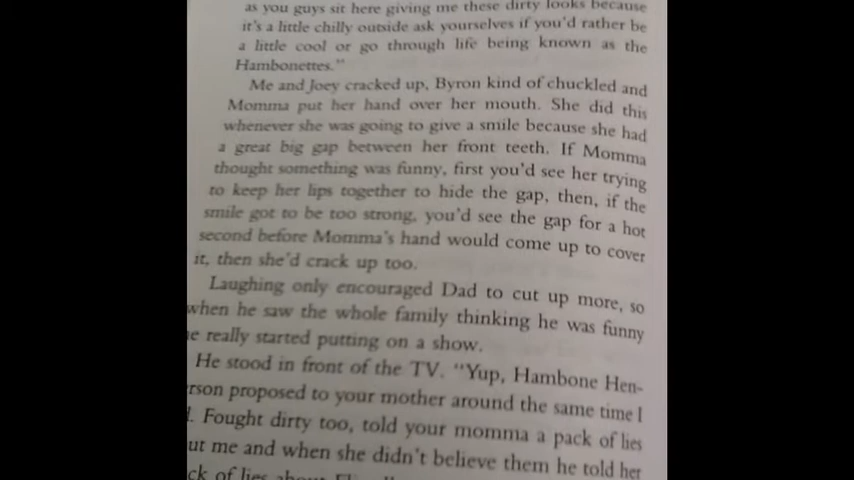 as you guys sit here giving me these dirty looks because
it's a little chilly outside ask yourselves if you'd rather be
a little cool or go through life being known as the
Hambonettes."
Me and Joey cracked up, Byron kind of chuckled and
Momma put her hand over her mouth. She did this
whenever she was going to give a smile because she had
a great big gap between her front teeth. If Momma
thought something was funny, first you'd see her trying
to keep her lips together to hide the gap, then, if the
smile got to be too strong, you'd see the gap for a hot
second before Momma's hand would come up to cover
it, then she'd crack up too.
Laughing only encouraged Dad to cut up more, so
when he saw the whole family thinking he was funny
e really started putting on a show.
He stood in front of the TV. "Yup, Hambone Hen-
rson proposed to your mother around the same time I
. Fought dirty too, told your momma a pack of lies
ut me and when she didn't believe them he told her
ck of lies about